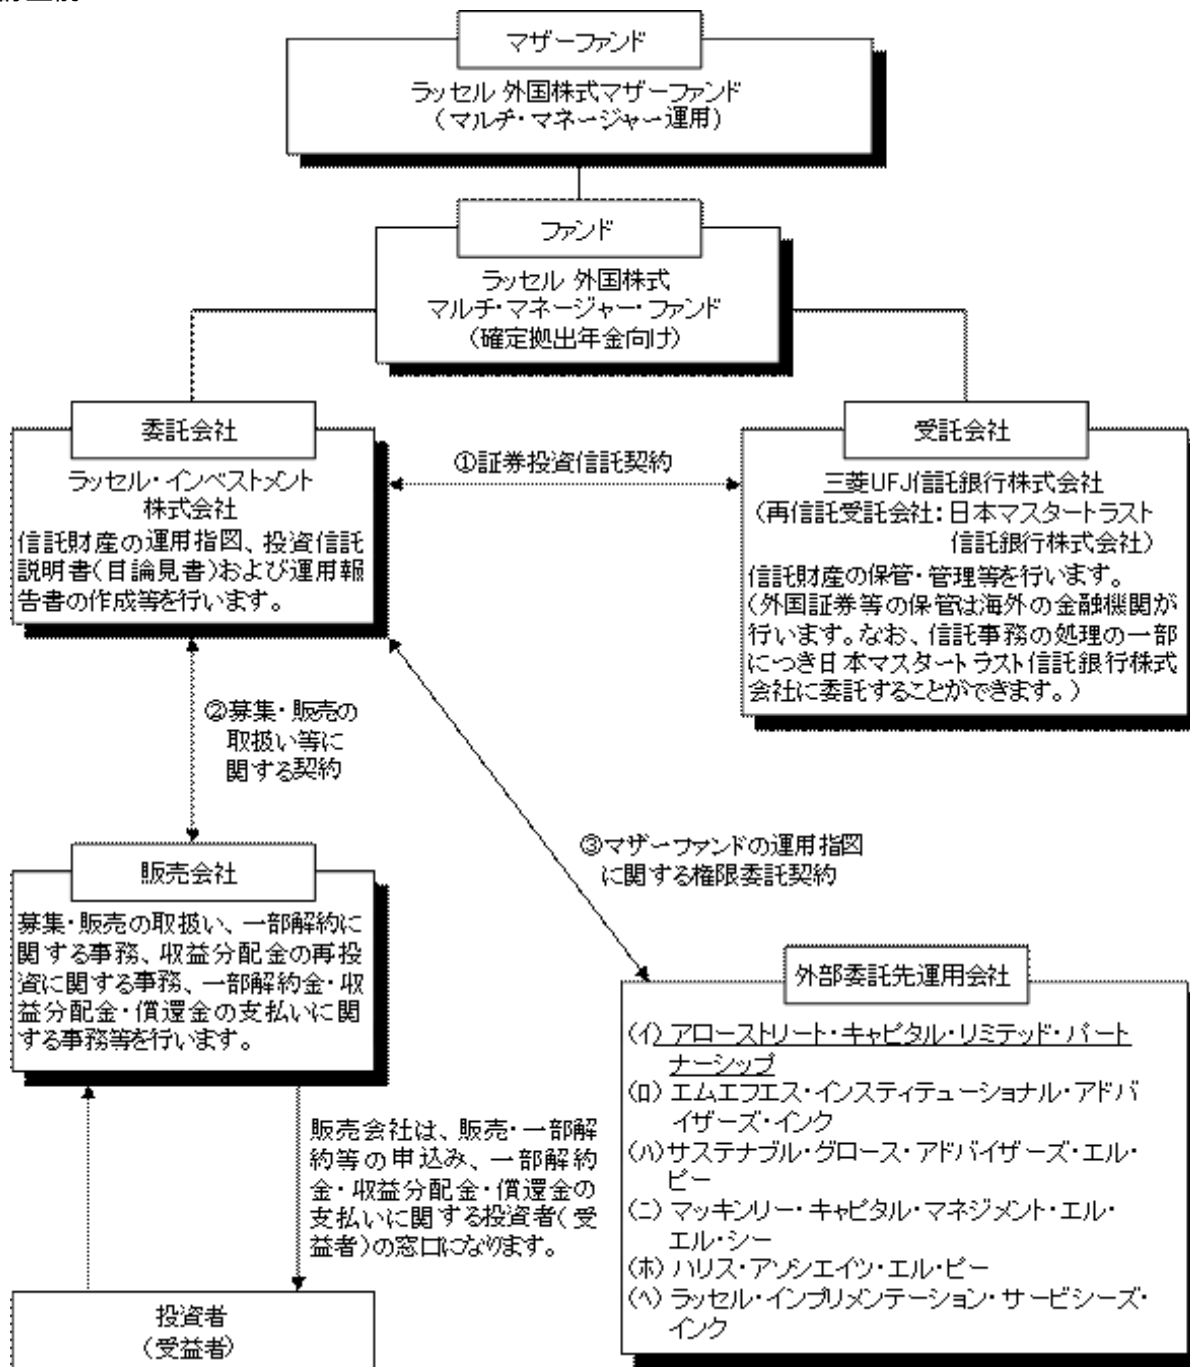 マザーファンド
ラッセル 外国株式マザーファンド
（マルチ・マネージャー運用）
ファンド
ラッセル 外国株式
マルチ・マネージャー・ファンド
（確定拠出年金向け）
委託会社
ラッセル・インベストメント
株式会社
信託財産の運用指図、投資信託
説明書（目論見書）および運用報
告書の作成等を行います。
①証券投資信託契約
受託会社
三菱UFJ信託銀行株式会社
（再信託受託会社：日本マスタートラスト
信託銀行株式会社）
信託財産の保管・管理等を行います。
（外国証券等の保管は海外の金融機関が
行います。なお、信託事務の処理の一部
につき日本マスタートラスト信託銀行株式
会社に委託することができます。）
②募集・販売の
取扱い等に
関する契約
③マザーファンドの運用指図
に関する権限委託契約
販売会社
募集・販売の取扱い、一部解約に
関する事務、収益分配金の再投
資に関する事務、一部解約金・収
益分配金・償還金の支払いに関
する事務等を行います。
外部委託先運用会社
（イ）アローストリート・キャピタル・リミテッド・パート
ナーシップ
（ロ）エムエフエス・インスティテューショナル・アドバ
イザーズ・インク
（ハ）サステナブル・グロース・アドバイザーズ・エル・
ピー
（ニ）マッキンリー・キャピタル・マネジメント・エル・
エル・シー
（ホ）ハリス・アソシエイツ・エル・ピー
（ヘ）ラッセル・インプリメンテーション・サービシーズ・
インク
販売会社は、販売・一部解
約等の申込み、一部解約
金・収益分配金・償還金の
支払いに関する投資者（受
益者）の窓口になります。
投資者
（受益者）